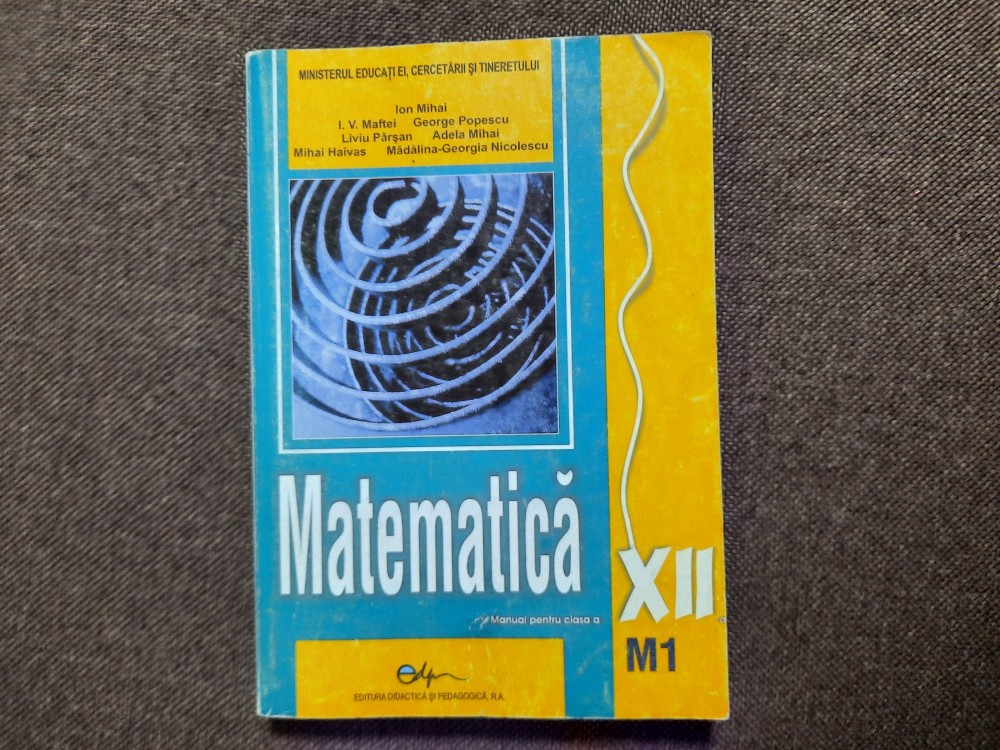 MINISTERUL EDUCAȚIEI, CERCETĂRII ȘI TINERETULUI
Ion Mihai
I. V. Maftei George Popescu
Liviu Pârșan Adela Mihai
Mihai Haivas Mădălina-Georgia Nicolescu
Matematică
Manual pentru clasa a
XII
M1
edp
EDITURA DIDACTICĂ ȘI PEDAGOGICĂ, R.A.